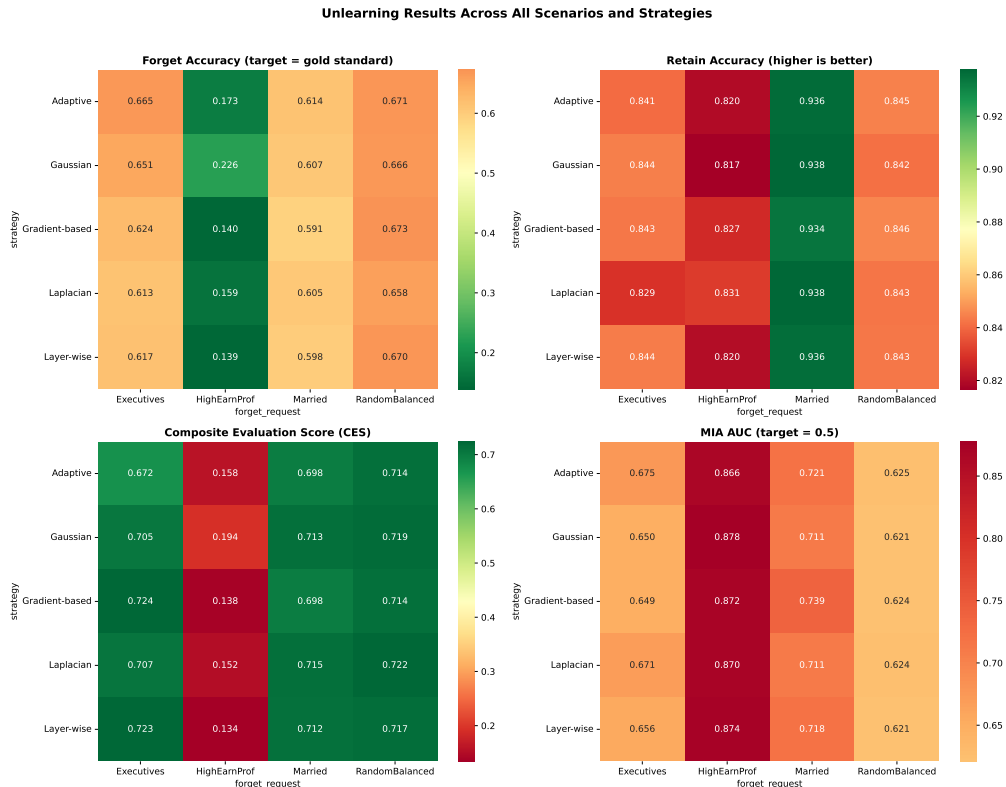 Unlearning Results Across All Scenarios and Strategies
Forget Accuracy (target = gold standard)
strategy
Adaptive 0.665 0.173 0.614 0.671
Gaussian 0.651 0.226 0.607 0.666
Gradient-based 0.624 0.140 0.591 0.673
Laplacian 0.613 0.159 0.605 0.658
Layer-wise 0.617 0.139 0.598 0.670
Executives HighEarnProf Married RandomBalanced
forget_request
0.6
0.5
0.4
0.3
0.2
Retain Accuracy (higher is better)
strategy
Adaptive 0.841 0.820 0.936 0.845
Gaussian 0.844 0.817 0.938 0.842
Gradient-based 0.843 0.827 0.934 0.846
Laplacian 0.829 0.831 0.938 0.843
Layer-wise 0.844 0.820 0.936 0.843
Executives HighEarnProf Married RandomBalanced
forget_request
0.92
0.90
0.88
0.86
0.84
0.82
Composite Evaluation Score (CES)
strategy
Adaptive 0.672 0.158 0.698 0.714
Gaussian 0.705 0.194 0.713 0.719
Gradient-based 0.724 0.138 0.698 0.714
Laplacian 0.707 0.152 0.715 0.722
Layer-wise 0.723 0.134 0.712 0.717
Executives HighEarnProf Married RandomBalanced
forget_request
0.7
0.6
0.5
0.4
0.3
0.2
MIA AUC (target = 0.5)
strategy
Adaptive 0.675 0.866 0.721 0.625
Gaussian 0.650 0.878 0.711 0.621
Gradient-based 0.649 0.872 0.739 0.624
Laplacian 0.671 0.870 0.711 0.624
Layer-wise 0.656 0.874 0.718 0.621
Executives HighEarnProf Married RandomBalanced
forget_request
0.85
0.80
0.75
0.70
0.65